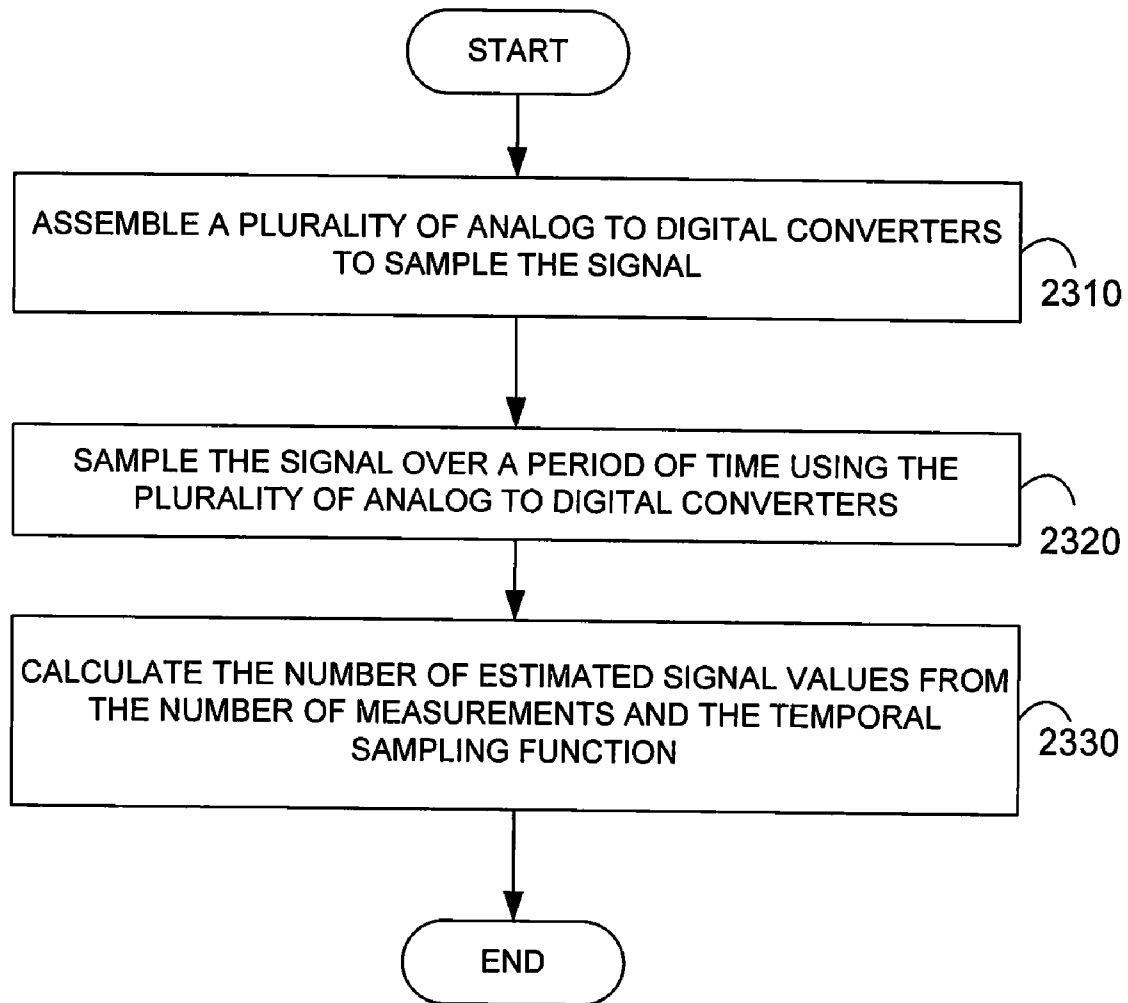 START
ASSEMBLE A PLURALITY OF ANALOG TO DIGITAL CONVERTERS
TO SAMPLE THE SIGNAL
2310
SAMPLE THE SIGNAL OVER A PERIOD OF TIME USING THE
PLURALITY OF ANALOG TO DIGITAL CONVERTERS
2320
CALCULATE THE NUMBER OF ESTIMATED SIGNAL VALUES FROM
THE NUMBER OF MEASUREMENTS AND THE TEMPORAL
SAMPLING FUNCTION
2330
END